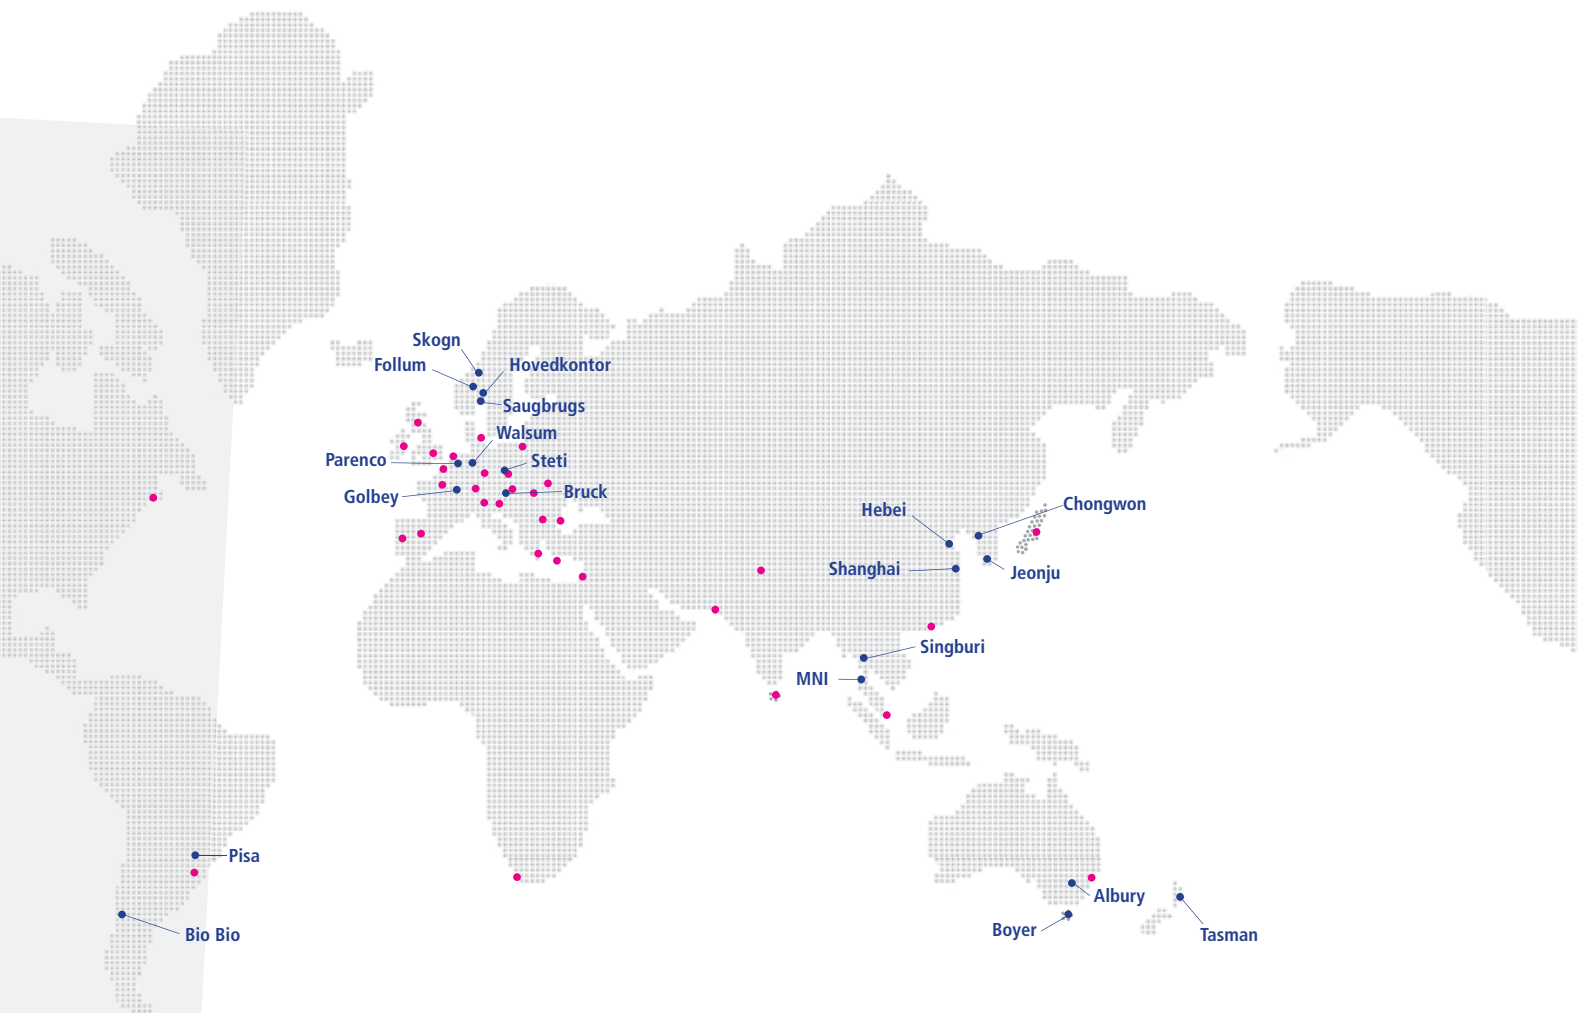 Skogn
Follum
Hovedkontor
Saugbrugs
Walsum
Parenco
Steti
Golbey
Bruck
Hebei
Chongwon
Shanghai
Jeonju
Singburi
MNI
Pisa
Albury
Boyer
Bio Bio
Tasman